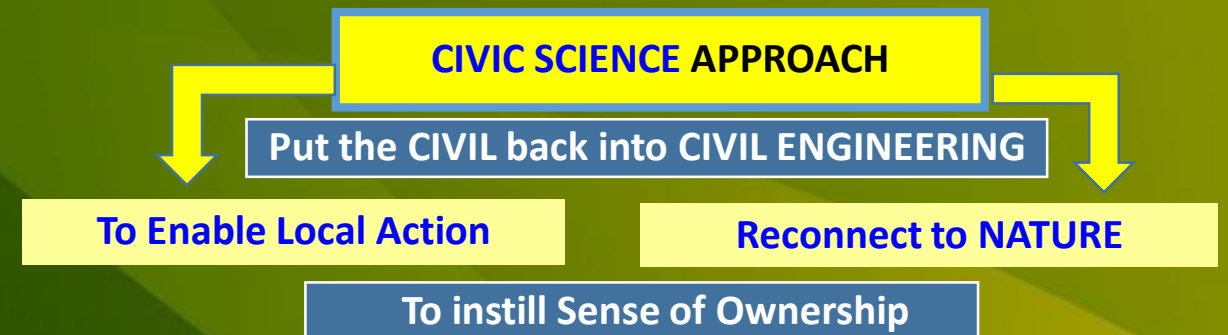 CIVIC SCIENCE APPROACH
Put the CIVIL back into CIVIL ENGINEERING
To Enable Local Action
Reconnect to NATURE
To instill Sense of Ownership